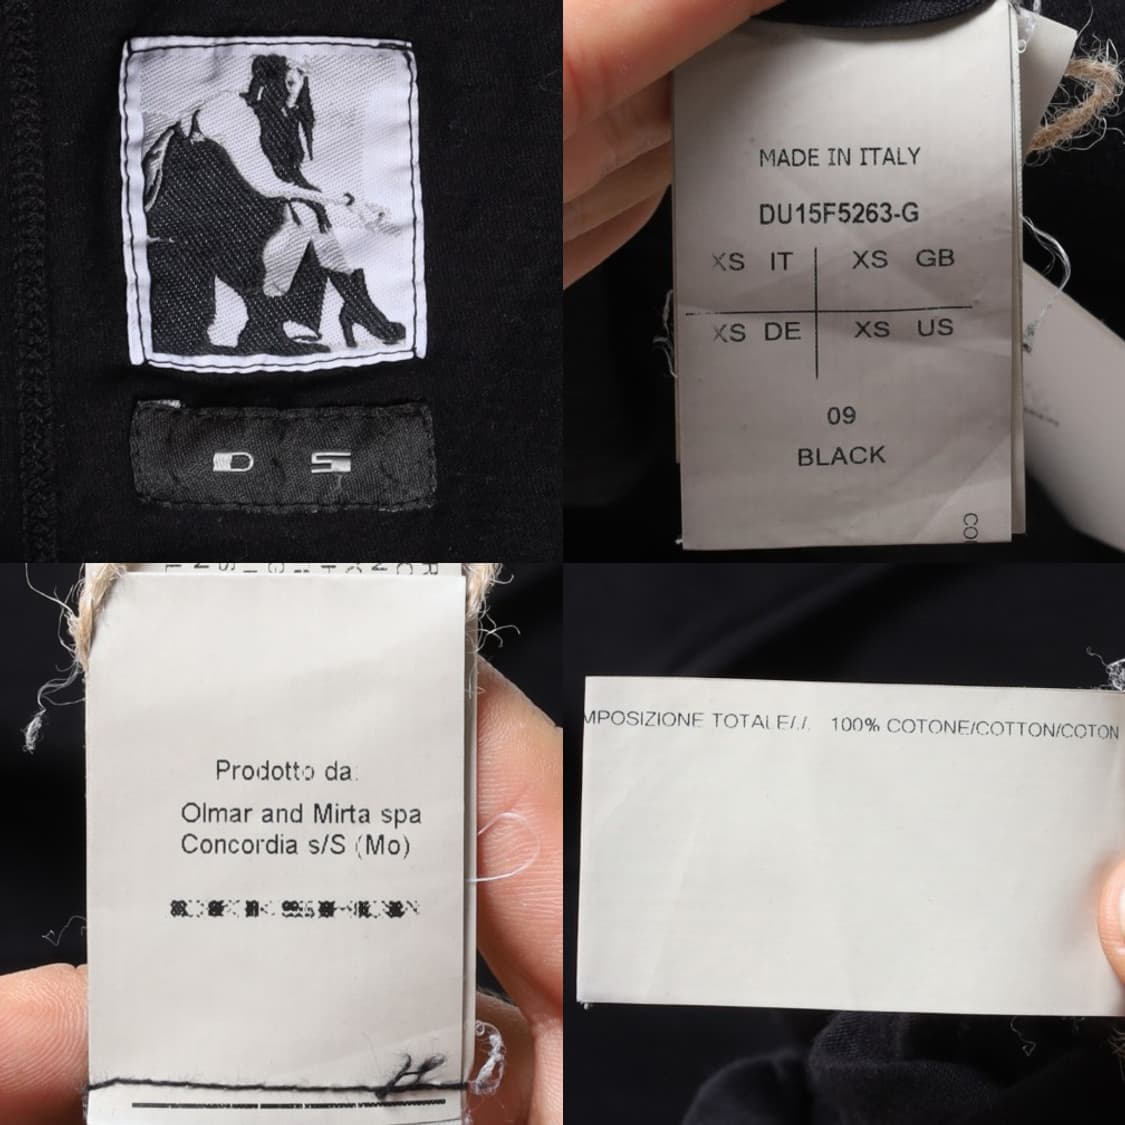 D S
MADE IN ITALY
DU15F5263-G
XS IT XS GB
XS DE XS US
09
BLACK
CO
Prodotto da:
Olmar and Mirta spa
Concordia s/S (Mo)
MPOSIZIONE TOTALE/./. 100% COTONE/COTTON/COTON